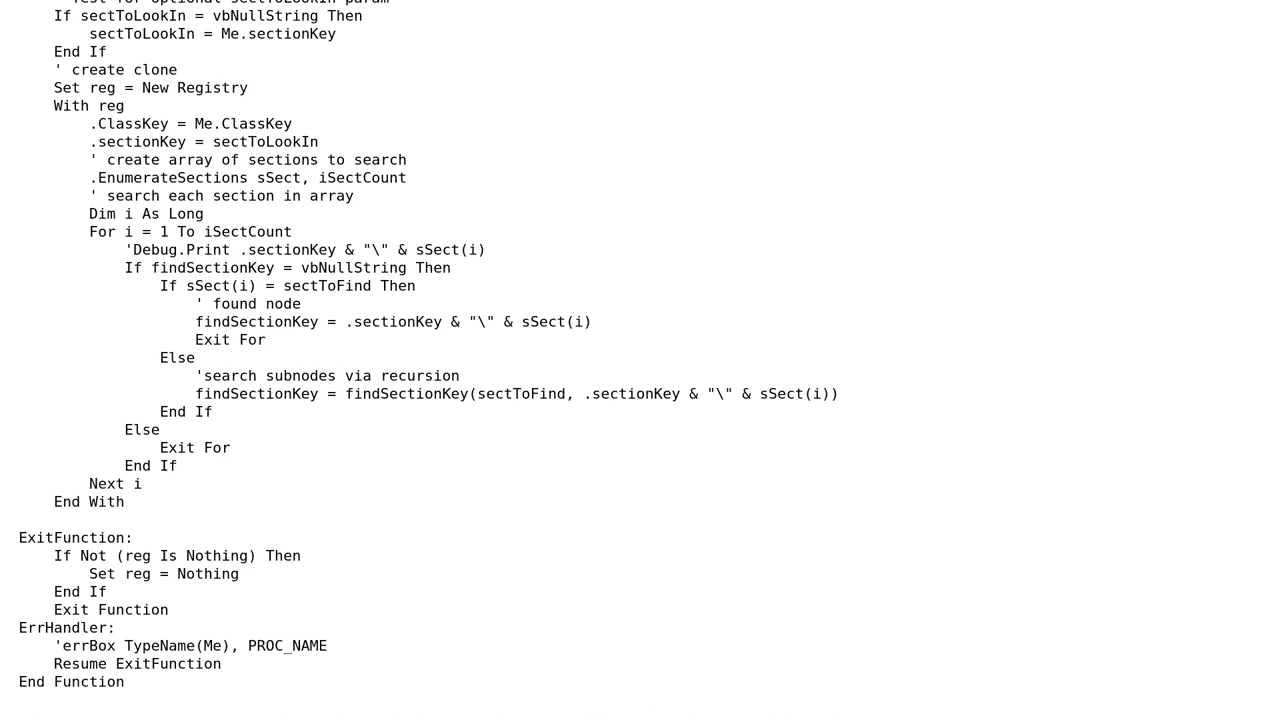 ' Test for optional sectToLookIn param
If sectToLookIn = vbNullString Then
sectToLookIn = Me.sectionKey
End If
' create clone
Set reg = New Registry
With reg
.ClassKey = Me.ClassKey
.sectionKey = sectToLookIn
' create array of sections to search
.EnumerateSections sSect, iSectCount
' search each section in array
Dim i As Long
For i = 1 To iSectCount
'Debug.Print .sectionKey & "\" & sSect(i)
If findSectionKey = vbNullString Then
If sSect(i) = sectToFind Then
' found node
findSectionKey = .sectionKey & "\" & sSect(i)
Exit For
Else
'search subnodes via recursion
findSectionKey = findSectionKey(sectToFind, .sectionKey & "\" & sSect(i))
End If
Else
Exit For
End If
Next i
End With
ExitFunction:
If Not (reg Is Nothing) Then
Set reg = Nothing
End If
Exit Function
ErrHandler:
'errBox TypeName(Me), PROC_NAME
Resume ExitFunction
End Function